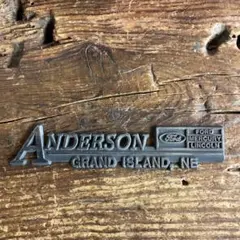 ANDERSON
Ford
FORD
MERCURY
LINCOLN
GRAND ISLAND, NE